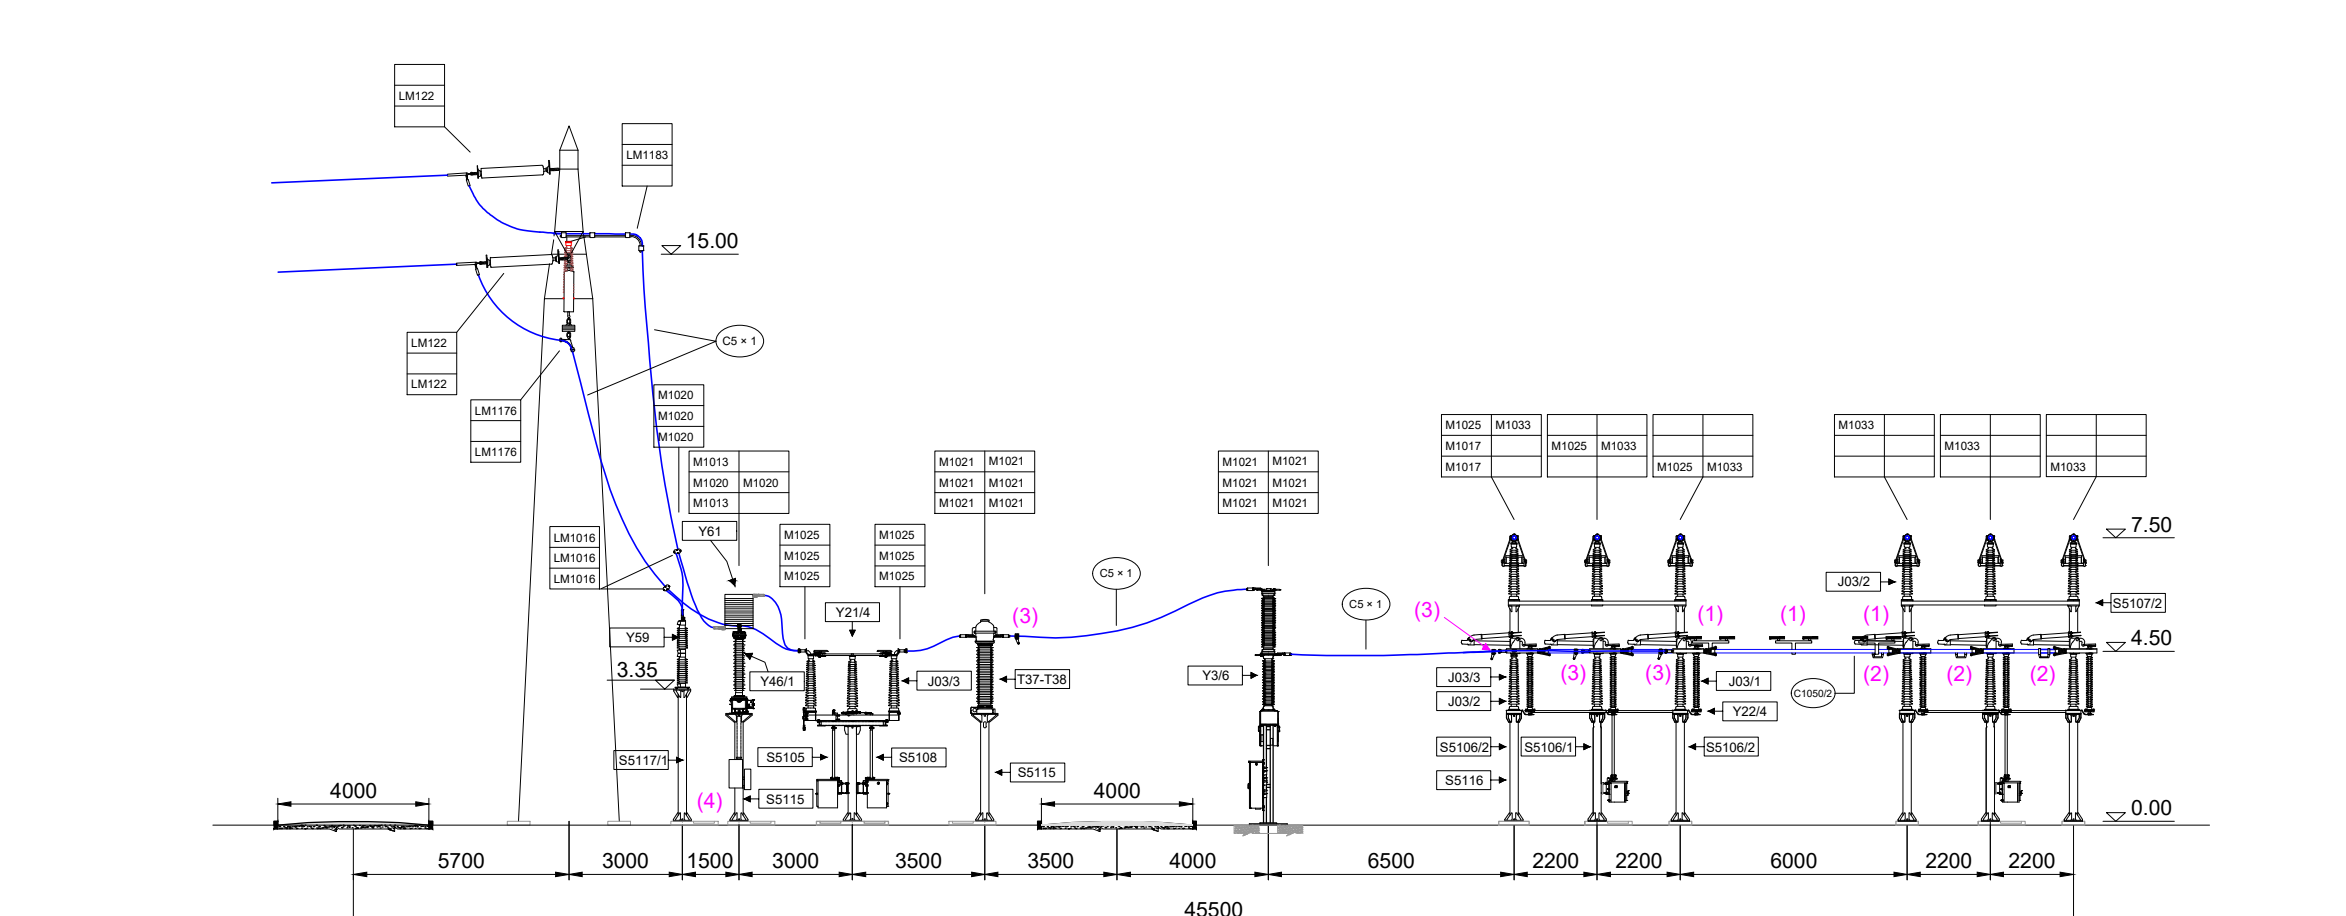 LM122
LM1183
15.00
LM122
LM122
C5 × 1
LM1176
LM1176
M1020
M1020
M1020
M1013
M1020 M1020
M1013
M1021 M1021
M1021 M1021
M1021 M1021
M1021 M1021
M1021 M1021
M1021 M1021
M1025 M1033
M1017
M1017
M1025 M1033
M1025 M1033
M1033
M1033
M1033
LM1016
LM1016
LM1016
Y61
M1025
M1025
M1025
M1025
M1025
M1025
7.50
C5 × 1
C5 × 1
J03/2
S5107/2
Y59
Y21/4
(3)
(3)
(1)
(1)
(1)
4.50
3.35
Y46/1
J03/3
T37-T38
Y3/6
J03/3
(3)
(3)
J03/1
(2)
(2)
(2)
C1050/2
J03/2
Y22/4
S5117/1
S5105
S5108
S5115
S5106/2
S5106/1
S5106/2
S5116
4000
(4)
S5115
4000
0.00
5700
3000
1500
3000
3500
3500
4000
6500
2200
2200
6000
2200
2200
45500